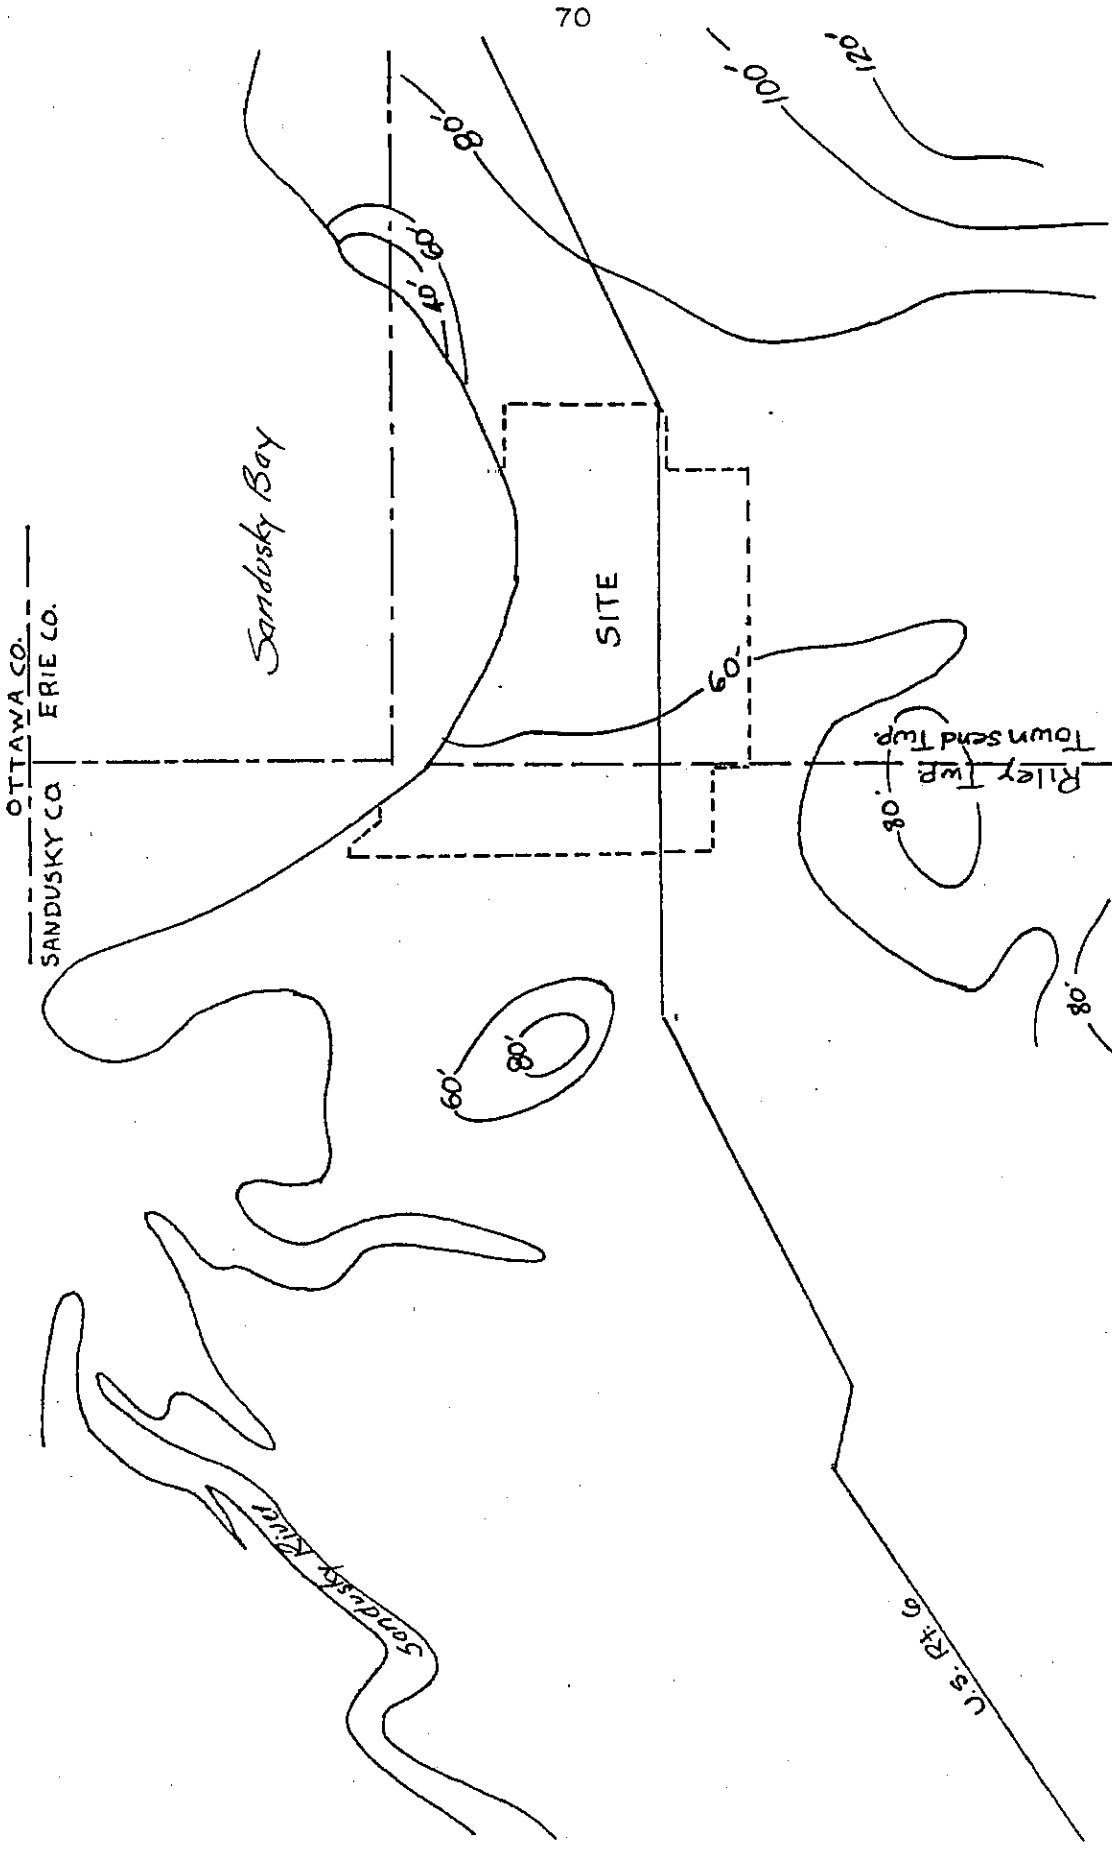 70
OTTAWA CO.
SANDUSKY CO
ERIE CO.
Sandusky Bay
80'
100'
120'
60'
40'
SITE
60'
Townsend Twp.
Riley Twp.
80'
80'
60'
80'
Sandusky River
U.S. Rt. 6